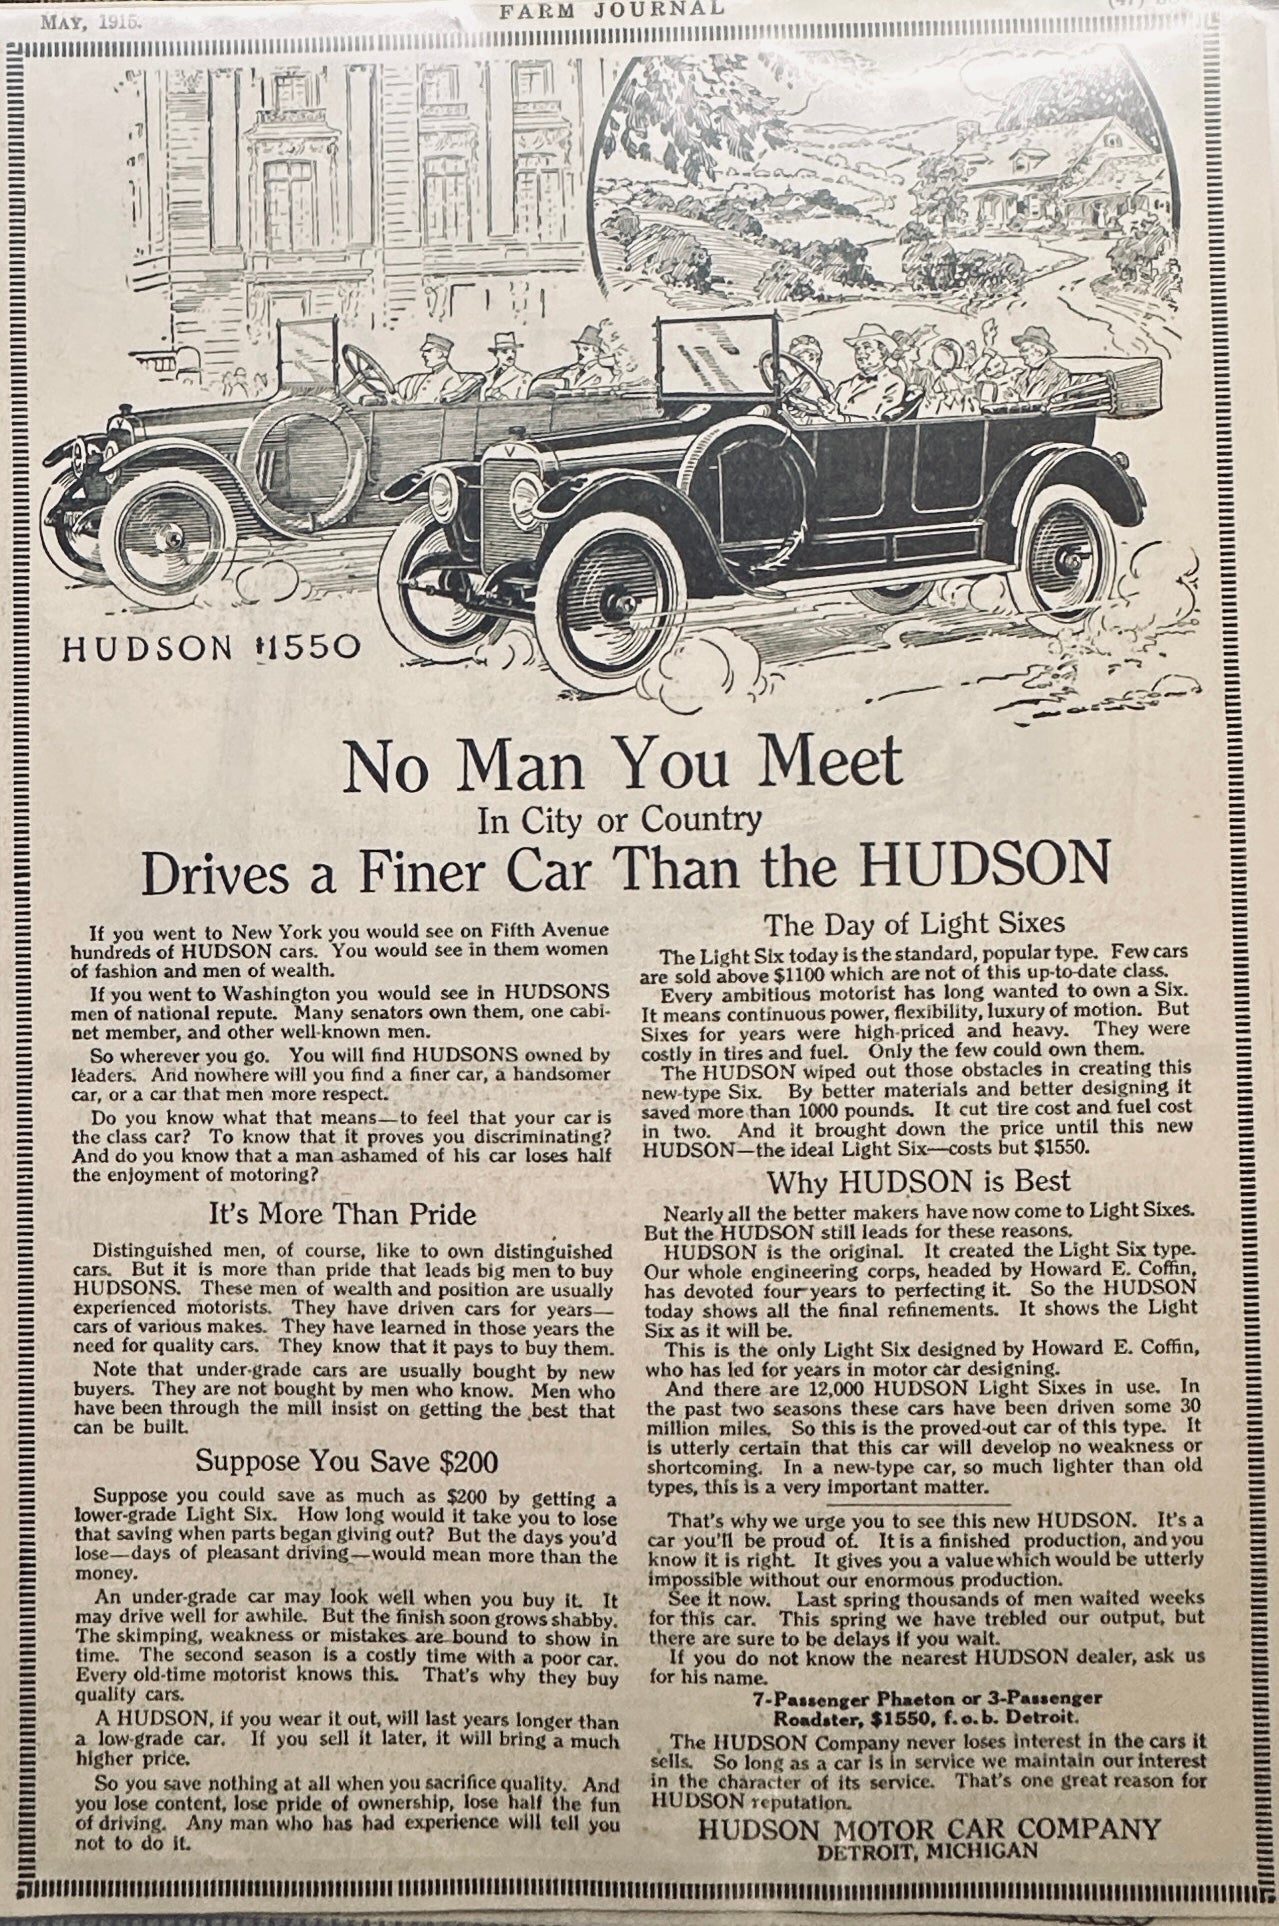 MAY, 1915.
FARM JOURNAL
HUDSON $1550
No Man You Meet
In City or Country
Drives a Finer Car Than the HUDSON
If you went to New York you would see on Fifth Avenue
hundreds of HUDSON cars. You would see in them women
of fashion and men of wealth.
If you went to Washington you would see in HUDSONS
men of national repute. Many senators own them, one cabi-
net member, and other well-known men.
So wherever you go. You will find HUDSONS owned by
leaders. And nowhere will you find a finer car, a handsomer
car, or a car that men more respect.
Do you know what that means—to feel that your car is
the class car? To know that it proves you discriminating?
And do you know that a man ashamed of his car loses half
the enjoyment of motoring?
It's More Than Pride
Distinguished men, of course, like to own distinguished
cars. But it is more than pride that leads big men to buy
HUDSONS. These men of wealth and position are usually
experienced motorists. They have driven cars for years—
cars of various makes. They have learned in those years the
need for quality cars. They know that it pays to buy them.
Note that under-grade cars are usually bought by new
buyers. They are not bought by men who know. Men who
have been through the mill insist on getting the best that
can be built.
Suppose You Save $200
Suppose you could save as much as $200 by getting a
lower-grade Light Six. How long would it take you to lose
that saving when parts began giving out? But the days you'd
lose—days of pleasant driving—would mean more than the
money.
An under-grade car may look well when you buy it. It
may drive well for awhile. But the finish soon grows shabby.
The skimping, weakness or mistakes are bound to show in
time. The second season is a costly time with a poor car.
Every old-time motorist knows this. That's why they buy
quality cars.
A HUDSON, if you wear it out, will last years longer than
a low-grade car. If you sell it later, it will bring a much
higher price.
So you save nothing at all when you sacrifice quality. And
you lose content, lose pride of ownership, lose half the fun
of driving. Any man who has had experience will tell you
not to do it.
The Day of Light Sixes
The Light Six today is the standard, popular type. Few cars
are sold above $1100 which are not of this up-to-date class.
Every ambitious motorist has long wanted to own a Six.
It means continuous power, flexibility, luxury of motion. But
Sixes for years were high-priced and heavy. They were
costly in tires and fuel. Only the few could own them.
The HUDSON wiped out those obstacles in creating this
new-type Six. By better materials and better designing it
saved more than 1000 pounds. It cut tire cost and fuel cost
in two. And it brought down the price until this new
HUDSON—the ideal Light Six—costs but $1550.
Why HUDSON is Best
Nearly all the better makers have now come to Light Sixes.
But the HUDSON still leads for these reasons.
HUDSON is the original. It created the Light Six type.
Our whole engineering corps, headed by Howard E. Coffin,
has devoted four years to perfecting it. So the HUDSON
today shows all the final refinements. It shows the Light
Six as it will be.
This is the only Light Six designed by Howard E. Coffin,
who has led for years in motor car designing.
And there are 12,000 HUDSON Light Sixes in use. In
the past two seasons these cars have been driven some 30
million miles. So this is the proved-out car of this type. It
is utterly certain that this car will develop no weakness or
shortcoming. In a new-type car, so much lighter than old
types, this is a very important matter.
That's why we urge you to see this new HUDSON. It's a
car you'll be proud of. It is a finished production, and you
know it is right. It gives you a value which would be utterly
impossible without our enormous production.
See it now. Last spring thousands of men waited weeks
for this car. This spring we have trebled our output, but
there are sure to be delays if you wait.
If you do not know the nearest HUDSON dealer, ask us
for his name.
7-Passenger Phaeton or 3-Passenger
Roadster, $1550, f. o. b. Detroit.
The HUDSON Company never loses interest in the cars it
sells. So long as a car is in service we maintain our interest
in the character of its service. That's one great reason for
HUDSON reputation.
HUDSON MOTOR CAR COMPANY
DETROIT, MICHIGAN